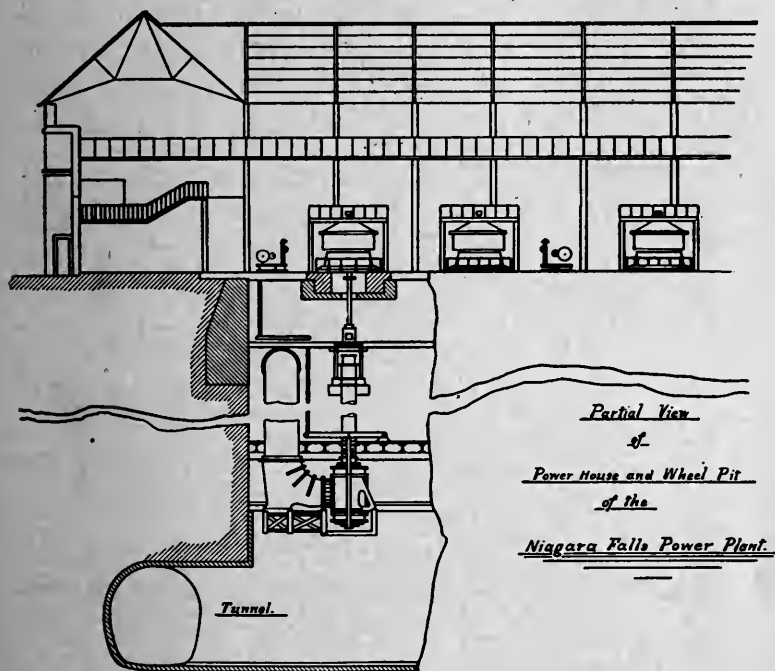 Partial View
of
Power House and Wheel Pit
of the
Niagara Falls Power Plant.
Tunnel.